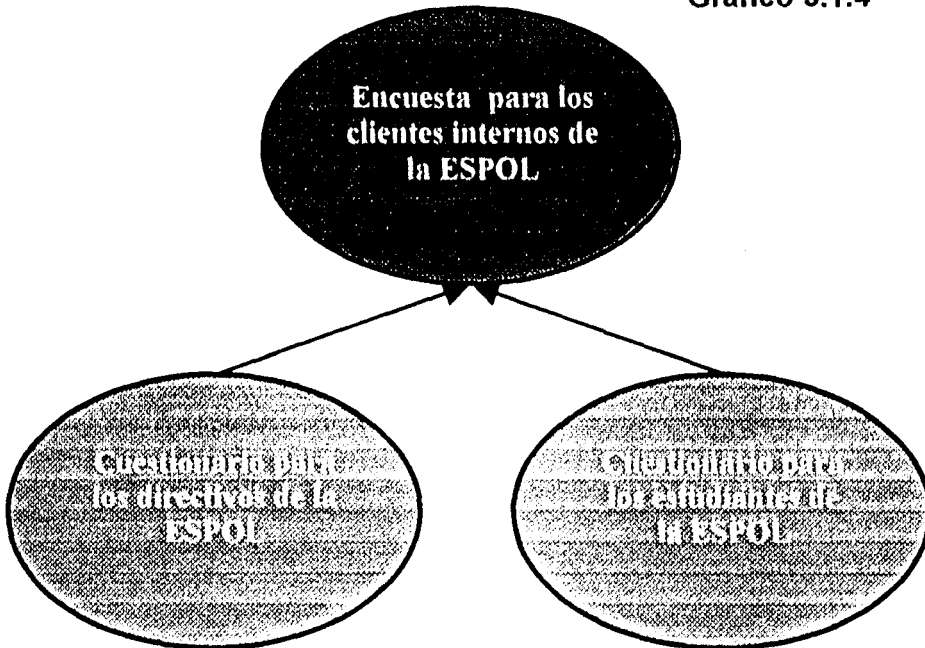 Gráfico 3.1.4
Encuesta para los
clientes internos de
la ESPOL
Cuestionario para
los directivos de la
ESPOL
Cuestionario para
los estudiantes de
la ESPOL